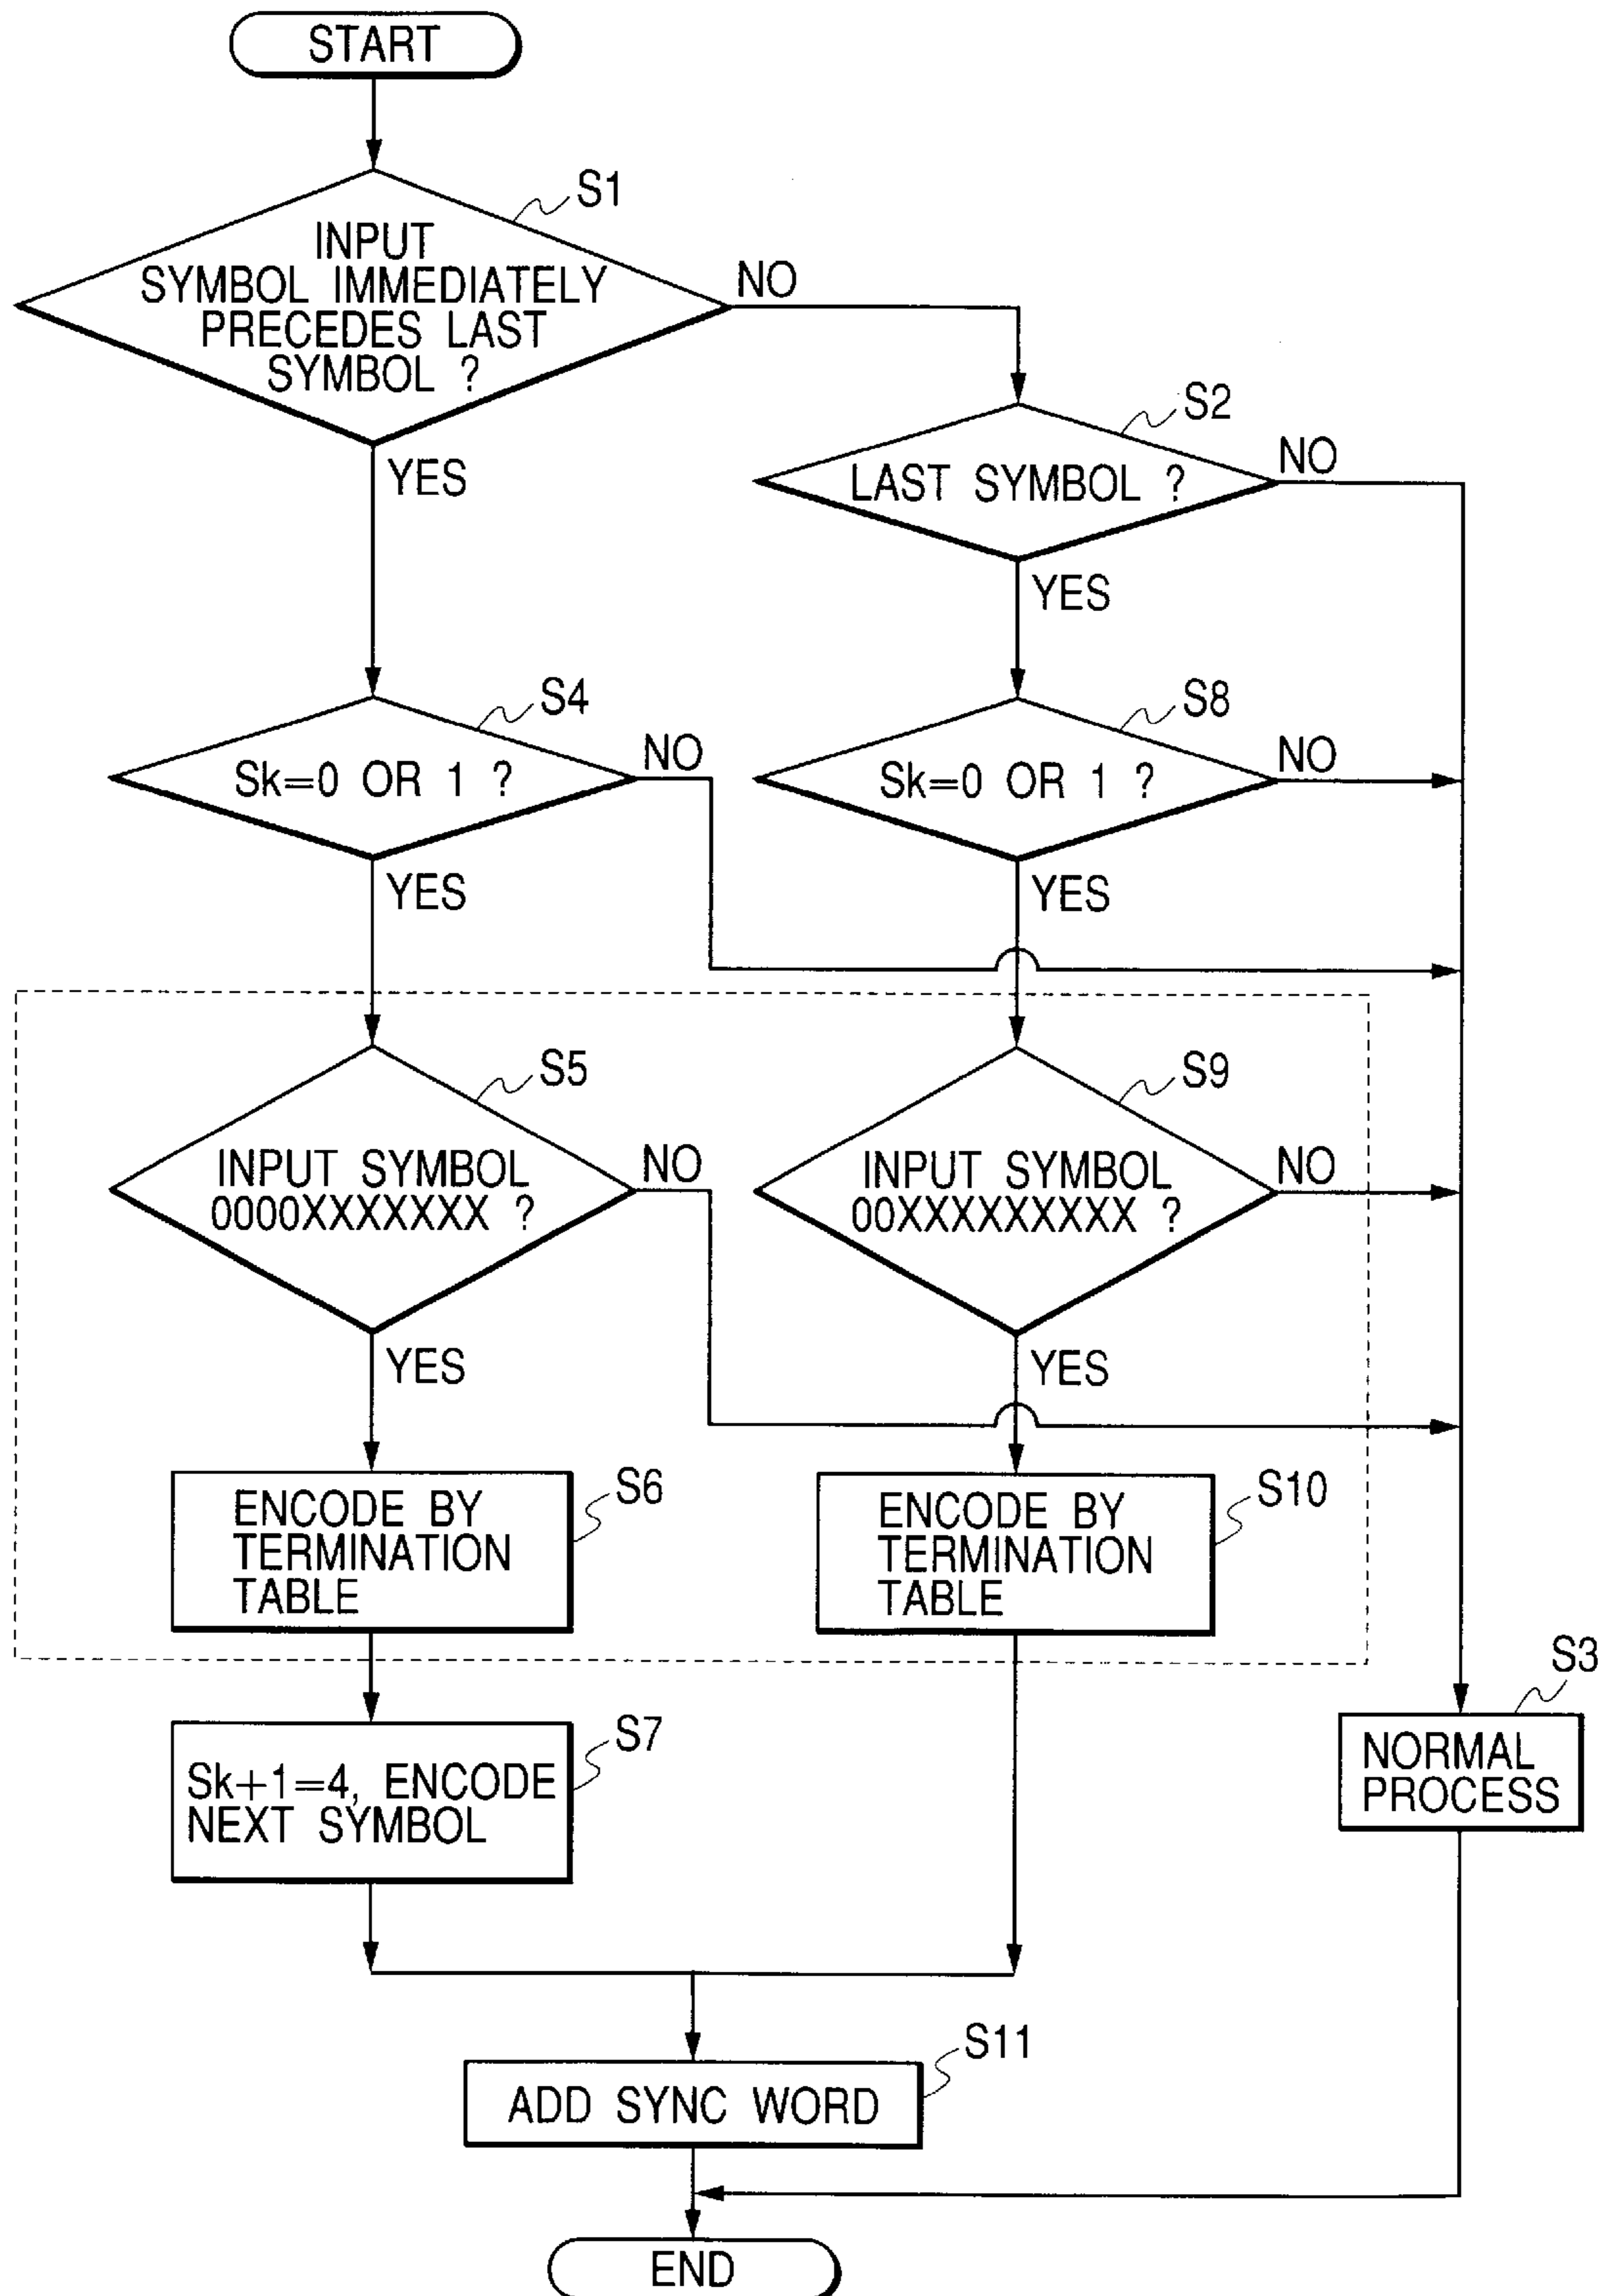 START
S1
INPUT
SYMBOL IMMEDIATELY
PRECEDES LAST
SYMBOL ?
NO
YES
S2
LAST SYMBOL ?
NO
YES
S4
Sk=0 OR 1 ?
NO
YES
S8
Sk=0 OR 1 ?
NO
YES
S5
INPUT SYMBOL
0000XXXXXXX ?
NO
YES
S9
INPUT SYMBOL
00XXXXXXXXX ?
NO
YES
S6
ENCODE BY
TERMINATION
TABLE
S10
ENCODE BY
TERMINATION
TABLE
S7
Sk+1=4, ENCODE
NEXT SYMBOL
S3
NORMAL
PROCESS
S11
ADD SYNC WORD
END